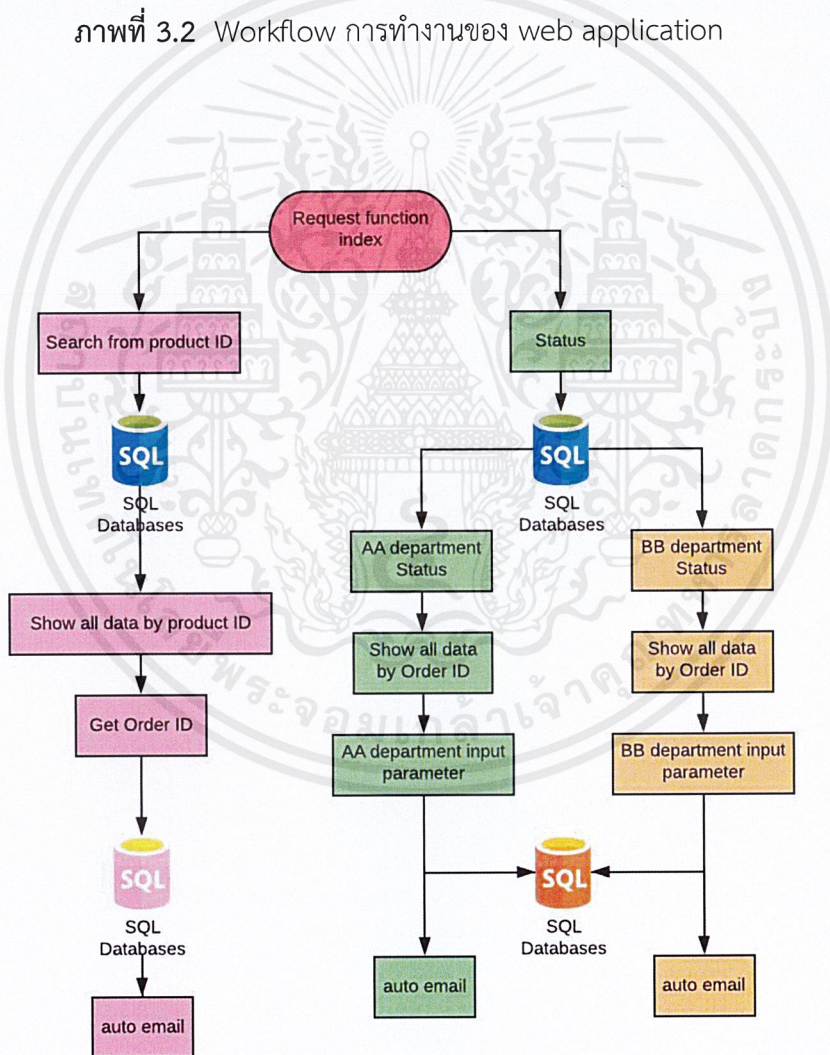 ภาพที่ 3.2 Workflow การทำงานของ web application
Request function
index
Search from product ID
Status
SQL
SQL
Databases
SQL
SQL
Databases
AA department
Status
BB department
Status
Show all data by product ID
Show all data
by Order ID
Show all data
by Order ID
Get Order ID
AA department input
parameter
BB department input
parameter
SQL
SQL
Databases
SQL
SQL
Databases
auto email
auto email
auto email